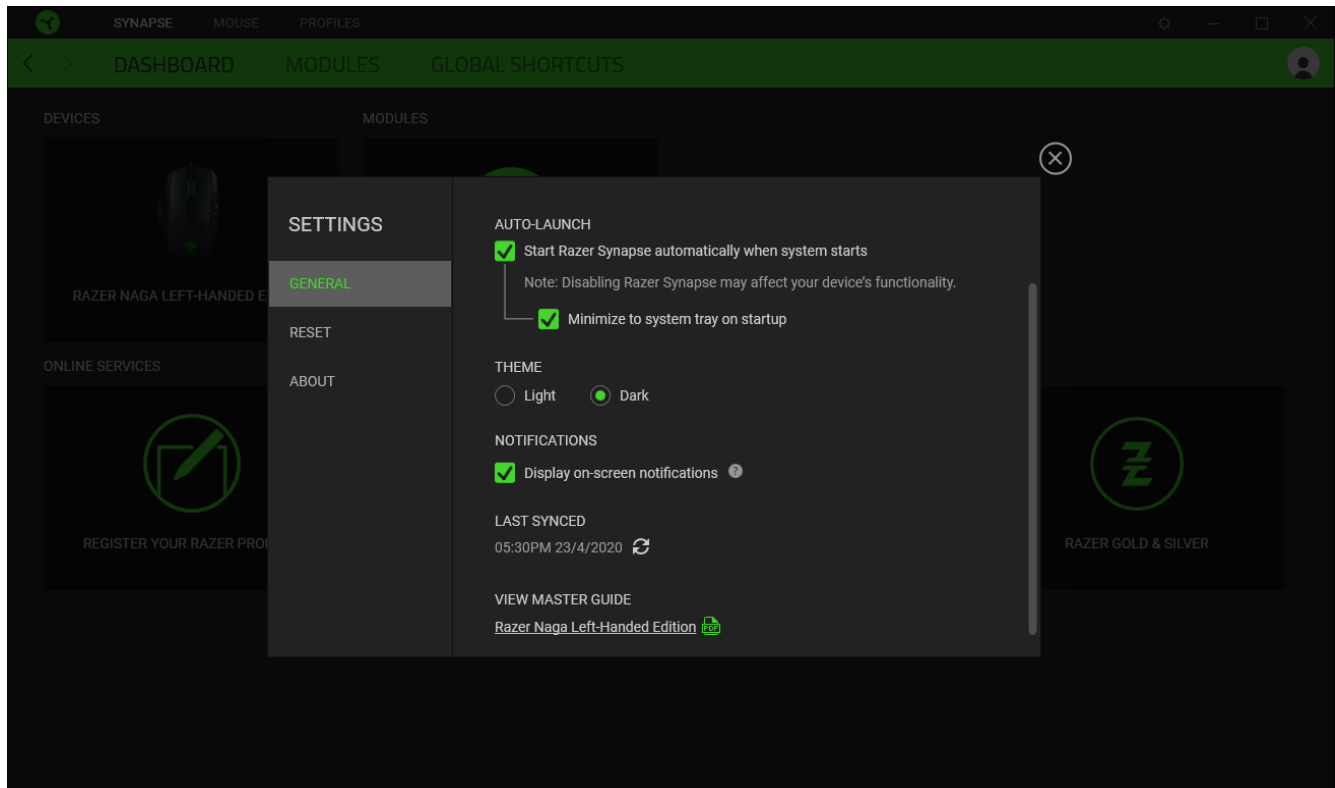 SYNAPSE MOUSE PROFILES
DASHBOARD MODULES GLOBAL SHORTCUTS
DEVICES MODULES
RAZER NAGA LEFT-HANDED E
ONLINE SERVICES
REGISTER YOUR RAZER
RAZER GOLD & SILVER
SETTINGS
GENERAL
RESET
ABOUT
AUTO-LAUNCH
Start Razer Synapse automatically when system starts
Note: Disabling Razer Synapse may affect your device's functionality.
Minimize to system tray on startup
THEME
Light Dark
NOTIFICATIONS
Display on-screen notifications ?
LAST SYNCED
05:30PM 23/4/2020
VIEW MASTER GUIDE
Razer Naga Left-Handed Edition PDF